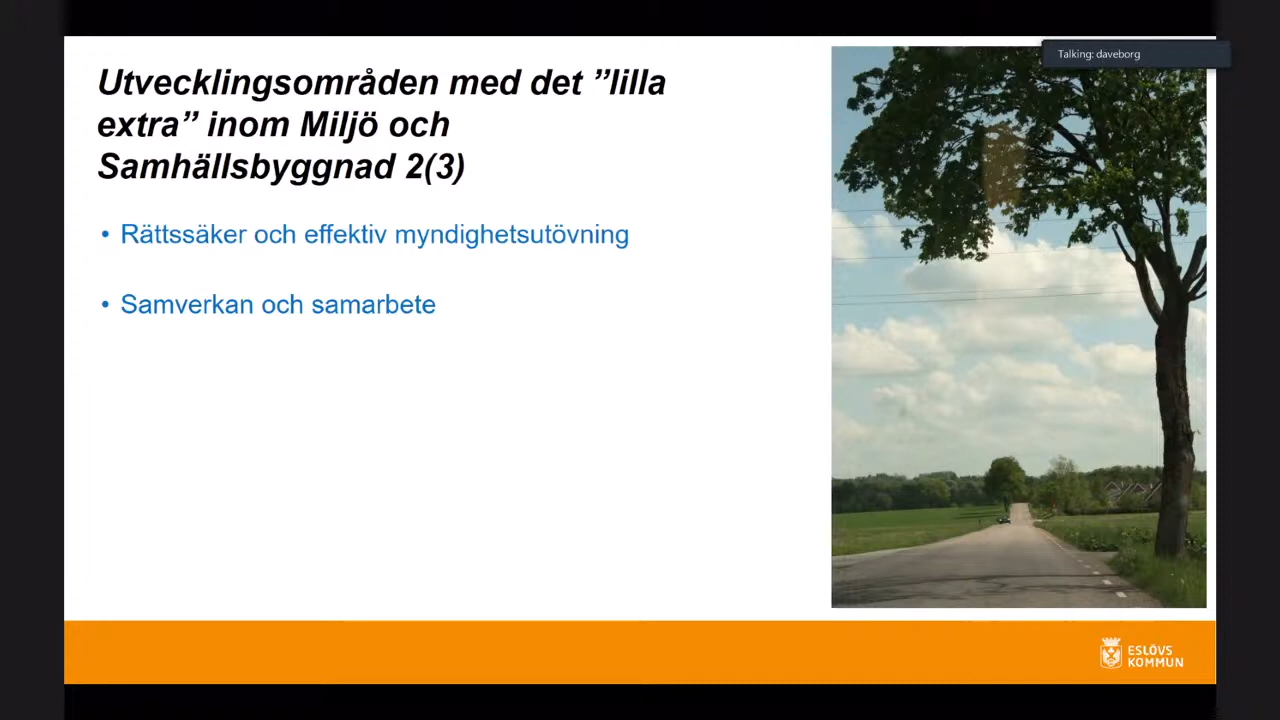 Talking: daveborg
Utvecklingsområden med det ”lilla
extra” inom Miljö och
Samhällsbyggnad 2(3)
• Rättssäker och effektiv myndighetsutövning
• Samverkan och samarbete
ESLÖVS
KOMMUN